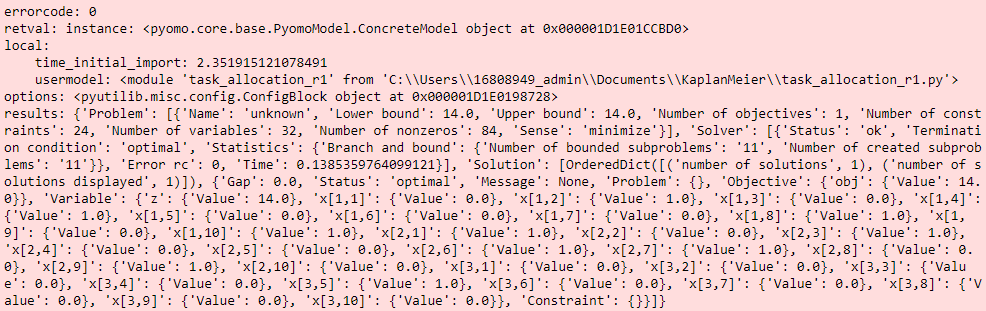 errorcode: 0
retval: instance: <pyomo.core.base.PyomoModel.ConcreteModel object at 0x000001D1E01CCBD0>
local:
    time_initial_import: 2.351915121078491
    usermodel: <module 'task_allocation_r1' from 'C:\\Users\\16808949_admin\\Documents\\KaplanMeier\\task_allocation_r1.py'>
options: <pyutilib.misc.config.ConfigBlock object at 0x000001D1E0198728>
results: {'Problem': [{'Name': 'unknown', 'Lower bound': 14.0, 'Upper bound': 14.0, 'Number of objectives': 1, 'Number of const
raints': 24, 'Number of variables': 32, 'Number of nonzeros': 84, 'Sense': 'minimize'}], 'Solver': [{'Status': 'ok', 'Terminati
on condition': 'optimal', 'Statistics': {'Branch and bound': {'Number of bounded subproblems': '11', 'Number of created subprob
lems': '11'}}, 'Error rc': 0, 'Time': 0.1385359764099121}], 'Solution': [OrderedDict([('number of solutions', 1), ('number of s
olutions displayed', 1)]), {'Gap': 0.0, 'Status': 'optimal', 'Message': None, 'Problem': {}, 'Objective': {'obj': {'Value': 14.
0}}, 'Variable': {'z': {'Value': 14.0}, 'x[1,1]': {'Value': 0.0}, 'x[1,2]': {'Value': 1.0}, 'x[1,3]': {'Value': 0.0}, 'x[1,4]':
{'Value': 1.0}, 'x[1,5]': {'Value': 0.0}, 'x[1,6]': {'Value': 0.0}, 'x[1,7]': {'Value': 0.0}, 'x[1,8]': {'Value': 1.0}, 'x[1,
9]': {'Value': 0.0}, 'x[1,10]': {'Value': 1.0}, 'x[2,1]': {'Value': 1.0}, 'x[2,2]': {'Value': 0.0}, 'x[2,3]': {'Value': 1.0},
'x[2,4]': {'Value': 0.0}, 'x[2,5]': {'Value': 0.0}, 'x[2,6]': {'Value': 1.0}, 'x[2,7]': {'Value': 1.0}, 'x[2,8]': {'Value': 0.
0}, 'x[2,9]': {'Value': 1.0}, 'x[2,10]': {'Value': 0.0}, 'x[3,1]': {'Value': 0.0}, 'x[3,2]': {'Value': 0.0}, 'x[3,3]': {'Valu
e': 0.0}, 'x[3,4]': {'Value': 0.0}, 'x[3,5]': {'Value': 1.0}, 'x[3,6]': {'Value': 0.0}, 'x[3,7]': {'Value': 0.0}, 'x[3,8]': {'V
alue': 0.0}, 'x[3,9]': {'Value': 0.0}, 'x[3,10]': {'Value': 0.0}}, 'Constraint': {}}]}